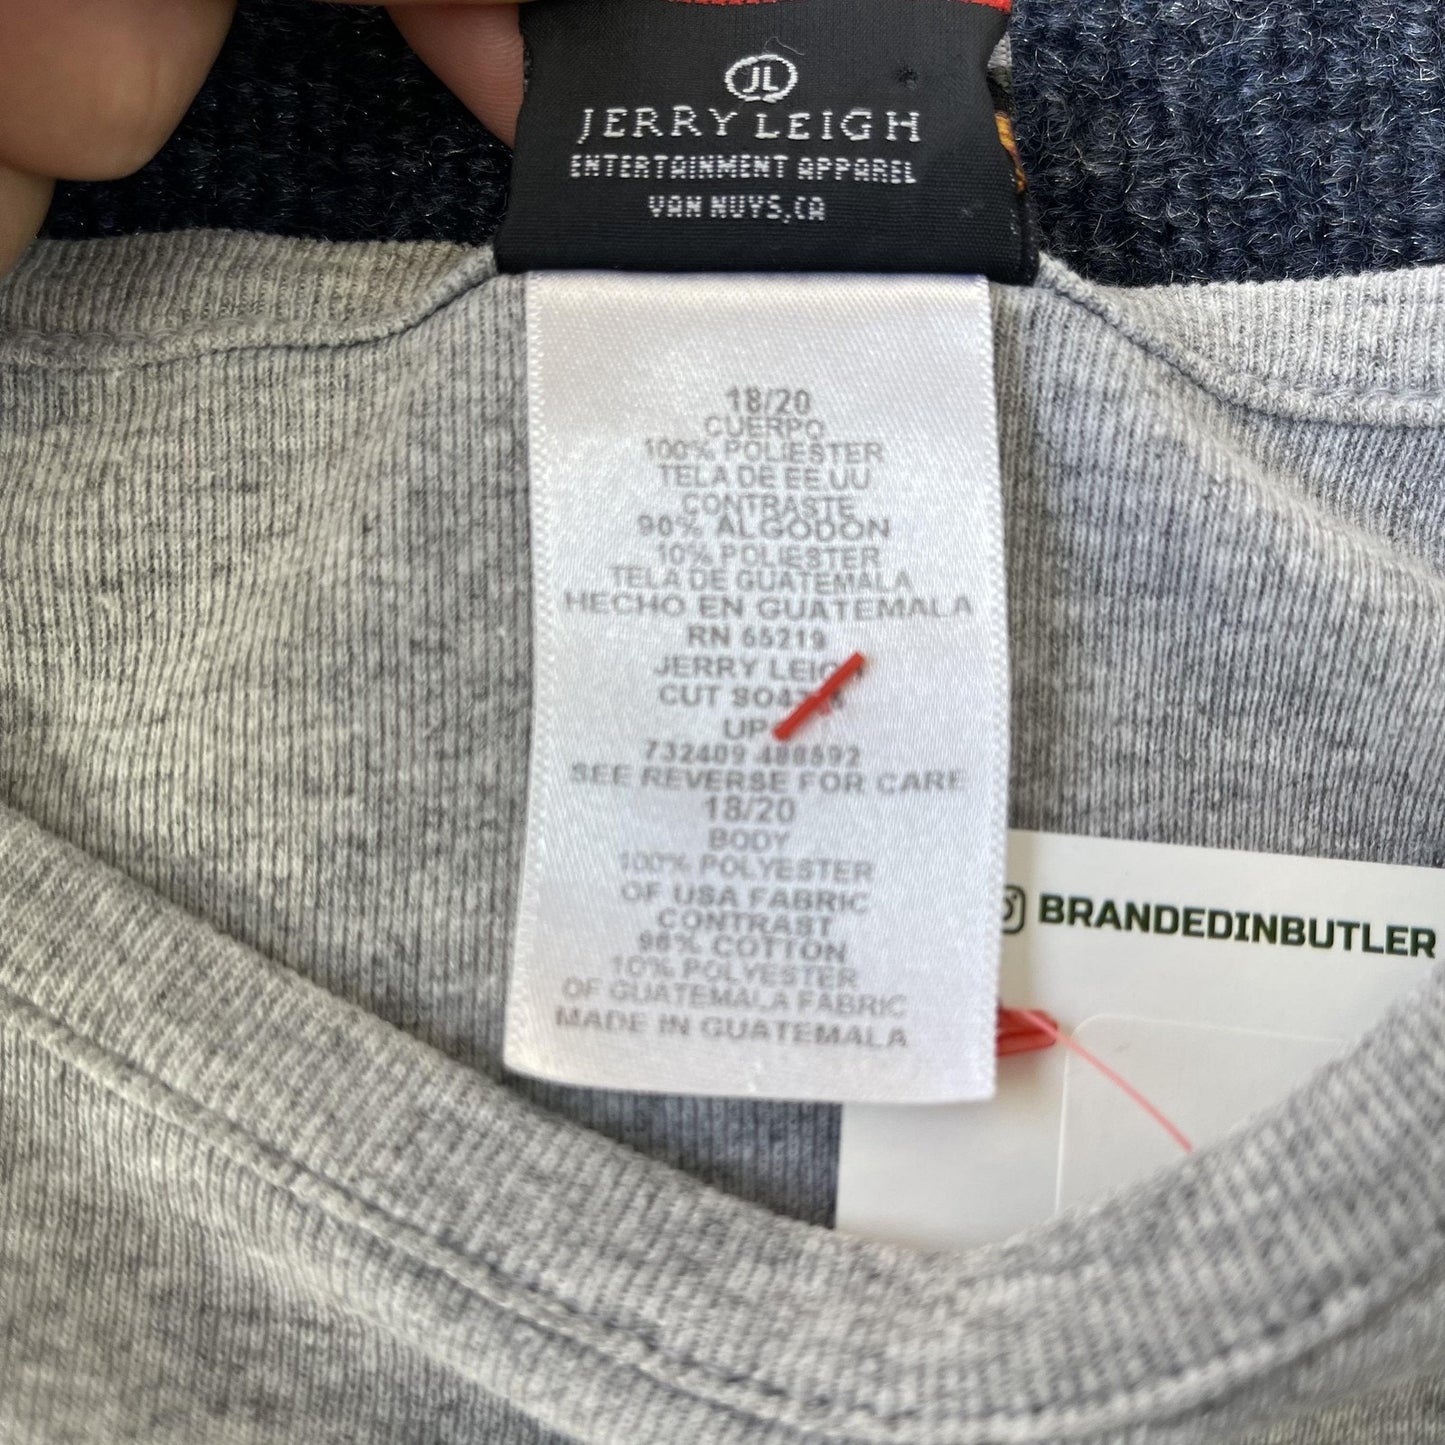 JL
JERRY LEIGH
ENTERTAINMENT APPAREL
VAN NUYS, CA
18/20
CUERPO
100% POLIESTER
TELA DE EE.UU
CONTRASTE
90% ALGODON
10% POLIESTER
TELA DE GUATEMALA
HECHO EN GUATEMALA
RN 65219
JERRY LEIGH
CUT
732409 488592
SEE REVERSE FOR CARE
18/20
BODY
100% POLYESTER
OF USA FABRIC
CONTRAST
COTTON
10% POLYESTER
OF GUATEMALA FABRIC
MADE IN GUATEMALA
BRANDEDINBUTLER